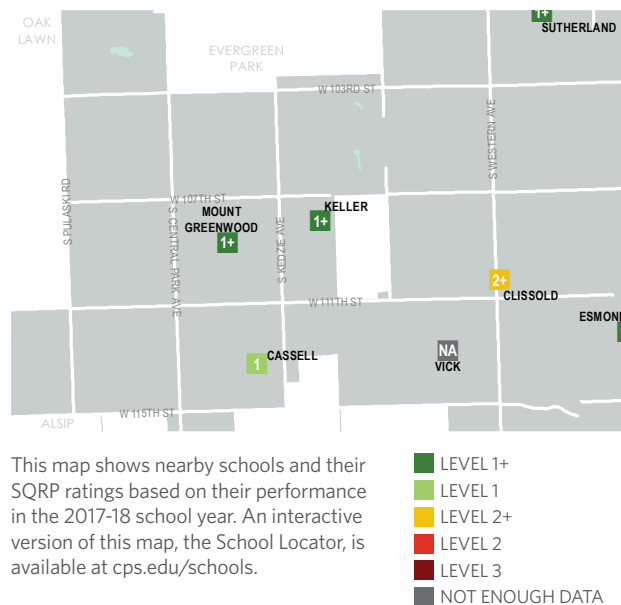 OAK
LAWN
1+
SUTHERLAND
EVERGREEN
PARK
W 103RD ST
S WESTERN AVE
S PULASKI RD
W 107TH ST
S CENTRAL PARK AVE
MOUNT
GREENWOOD
1+
S KEDZIE AVE
KELLER
1+
2+
CLISSOLD
W 111TH ST
NA
VICK
1
CASSELL
W 115TH ST
ALSIP
This map shows nearby schools and their
SQRP ratings based on their performance
in the 2017-18 school year. An interactive
version of this map, the School Locator, is
available at cps.edu/schools.
LEVEL 1+
LEVEL 1
LEVEL 2+
LEVEL 2
LEVEL 3
NOT ENOUGH DATA